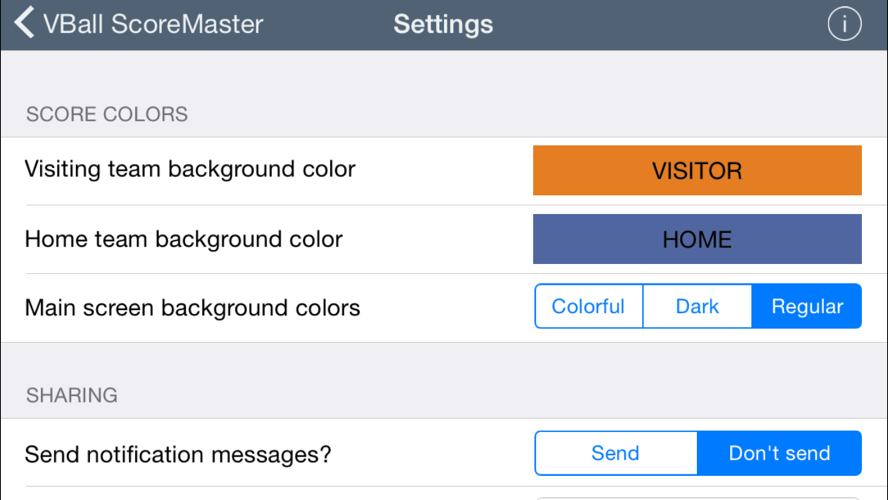 VBall ScoreMaster
Settings
i
SCORE COLORS
Visiting team background color
VISITOR
Home team background color
HOME
Main screen background colors
Colorful
Dark
Regular
SHARING
Send notification messages?
Send
Don't send